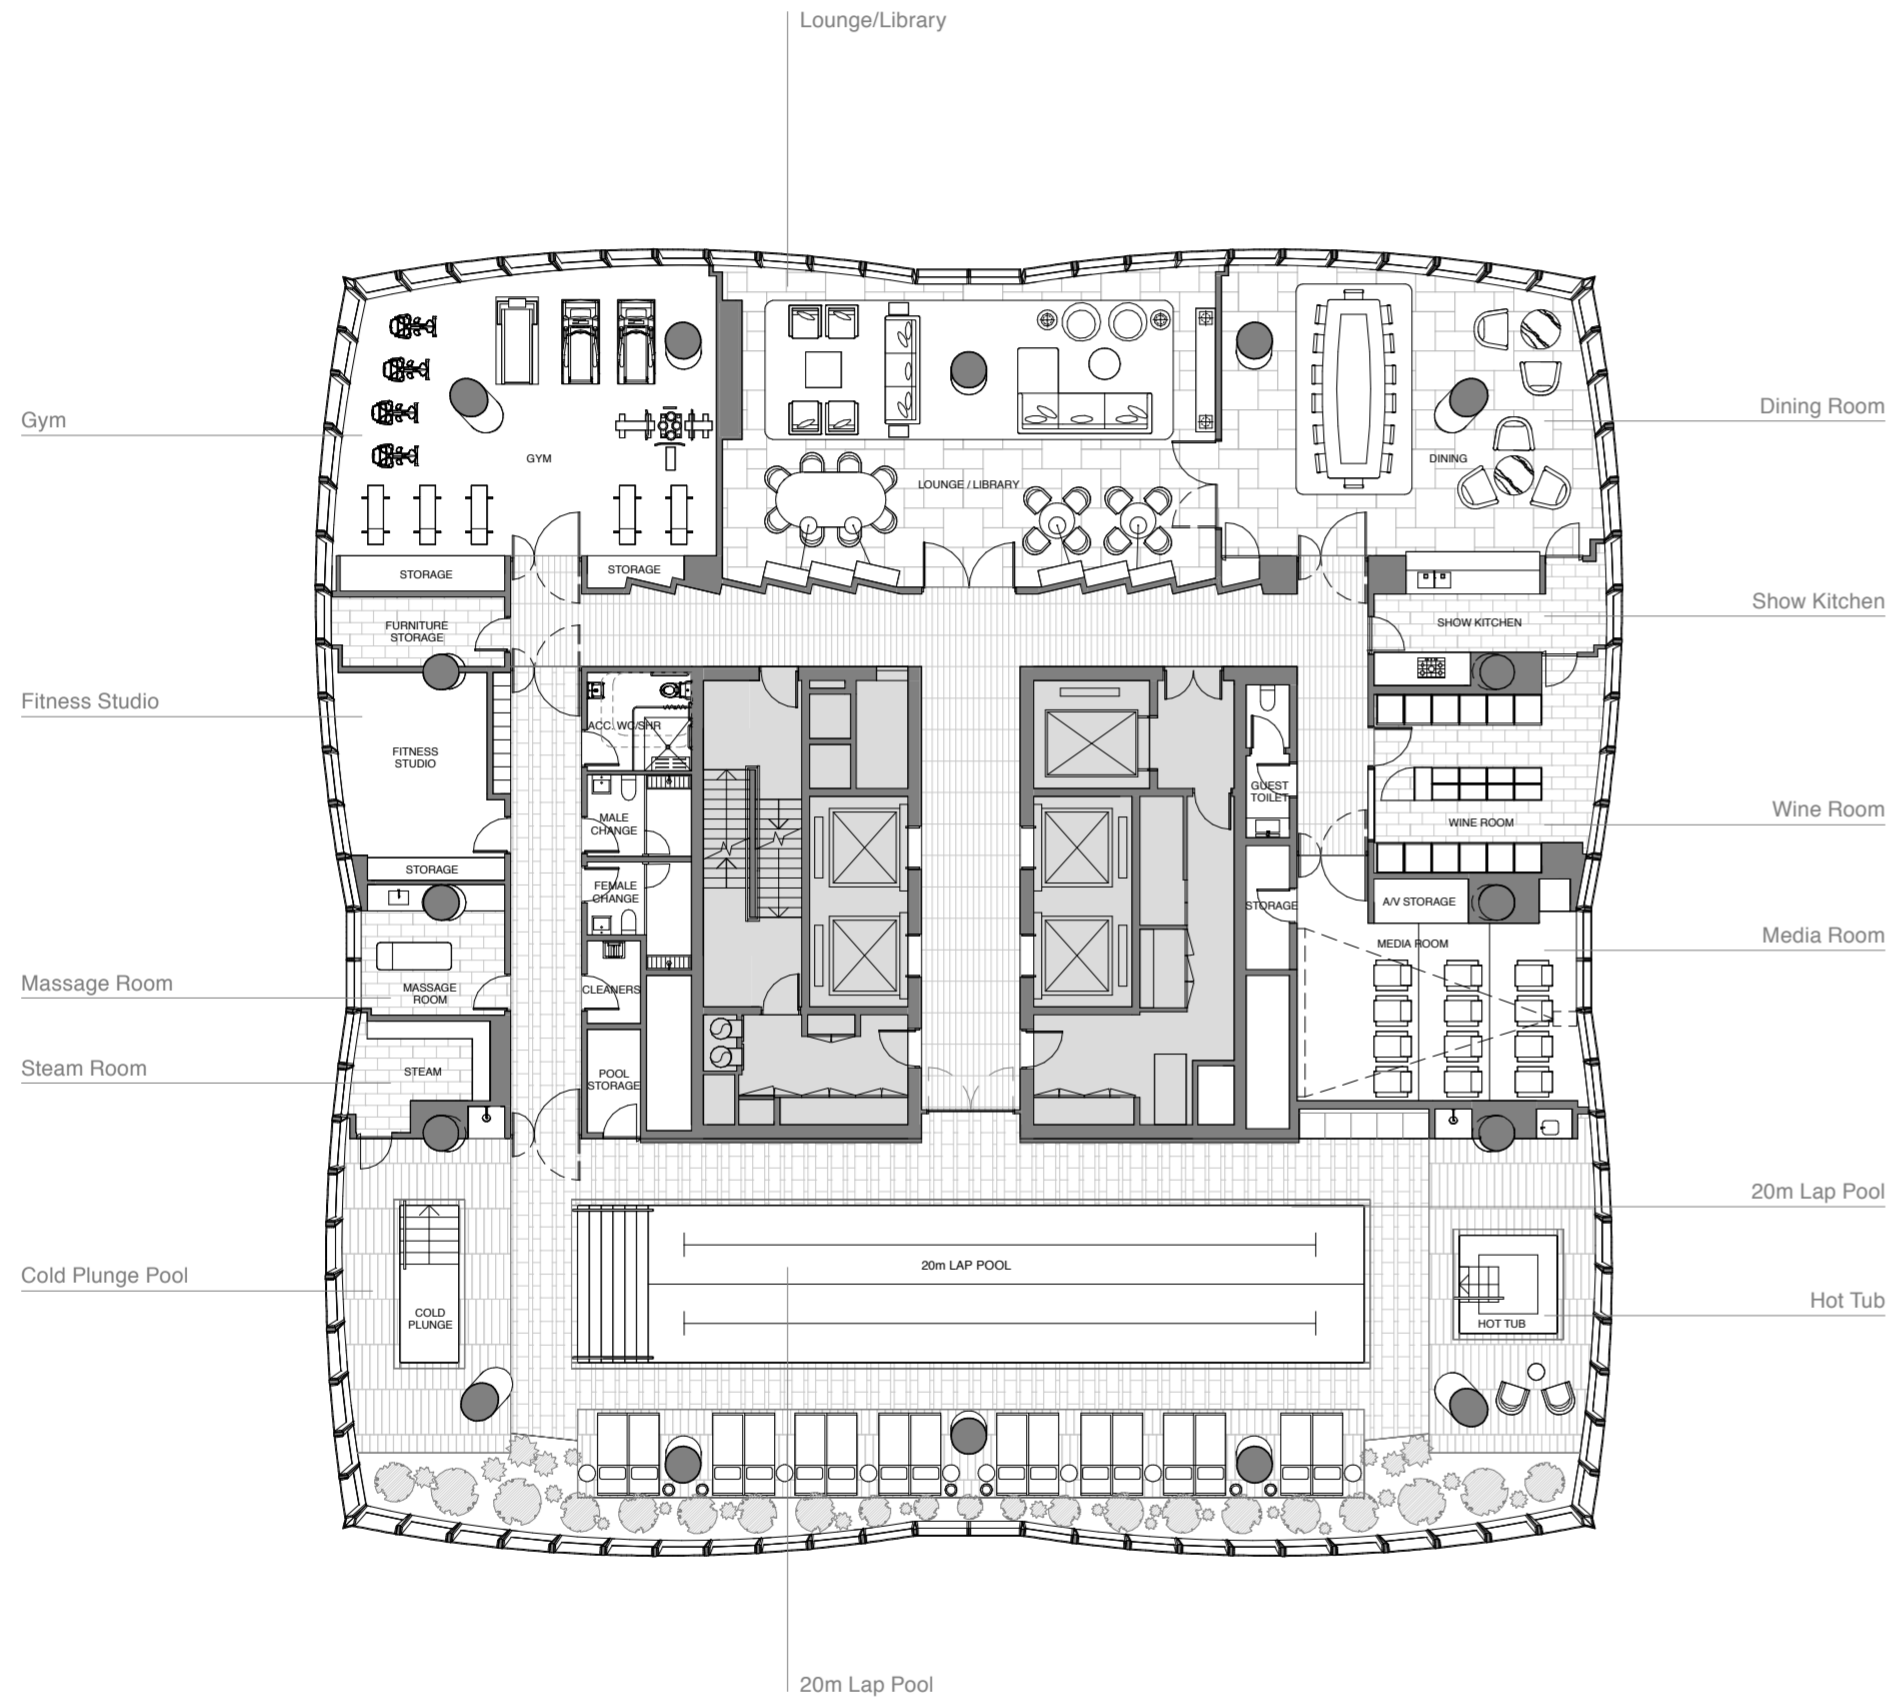 Lounge/Library
Gym
Dining Room
GYM
LOUNGE / LIBRARY
DINING
STORAGE
STORAGE
Show Kitchen
FURNITURE
STORAGE
SHOW KITCHEN
Fitness Studio
ACC. WC/SHR
FITNESS
STUDIO
GUEST
TOILET
Wine Room
MALE
CHANGE
WINE ROOM
STORAGE
FEMALE
CHANGE
STORAGE
A/V STORAGE
Media Room
MEDIA ROOM
Massage Room
MASSAGE
ROOM
CLEANERS
Steam Room
STEAM
POOL
STORAGE
20m Lap Pool
Cold Plunge Pool
20m LAP POOL
COLD
PLUNGE
Hot Tub
HOT TUB
20m Lap Pool